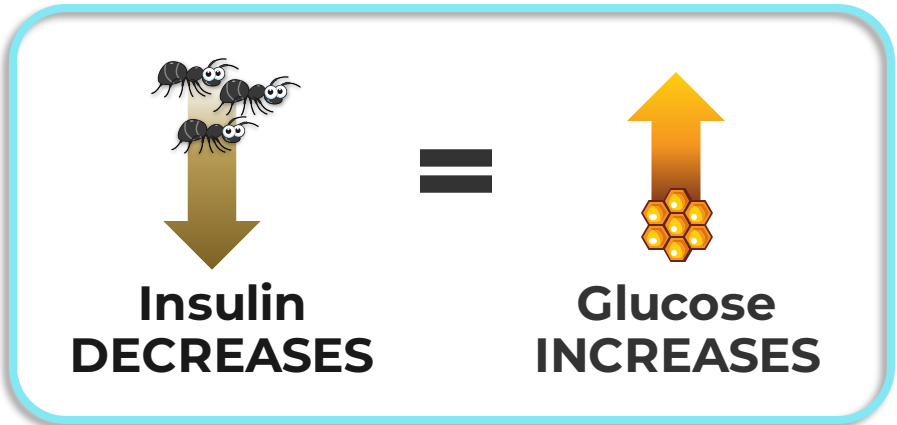 Insulin
DECREASES
=
Glucose
INCREASES